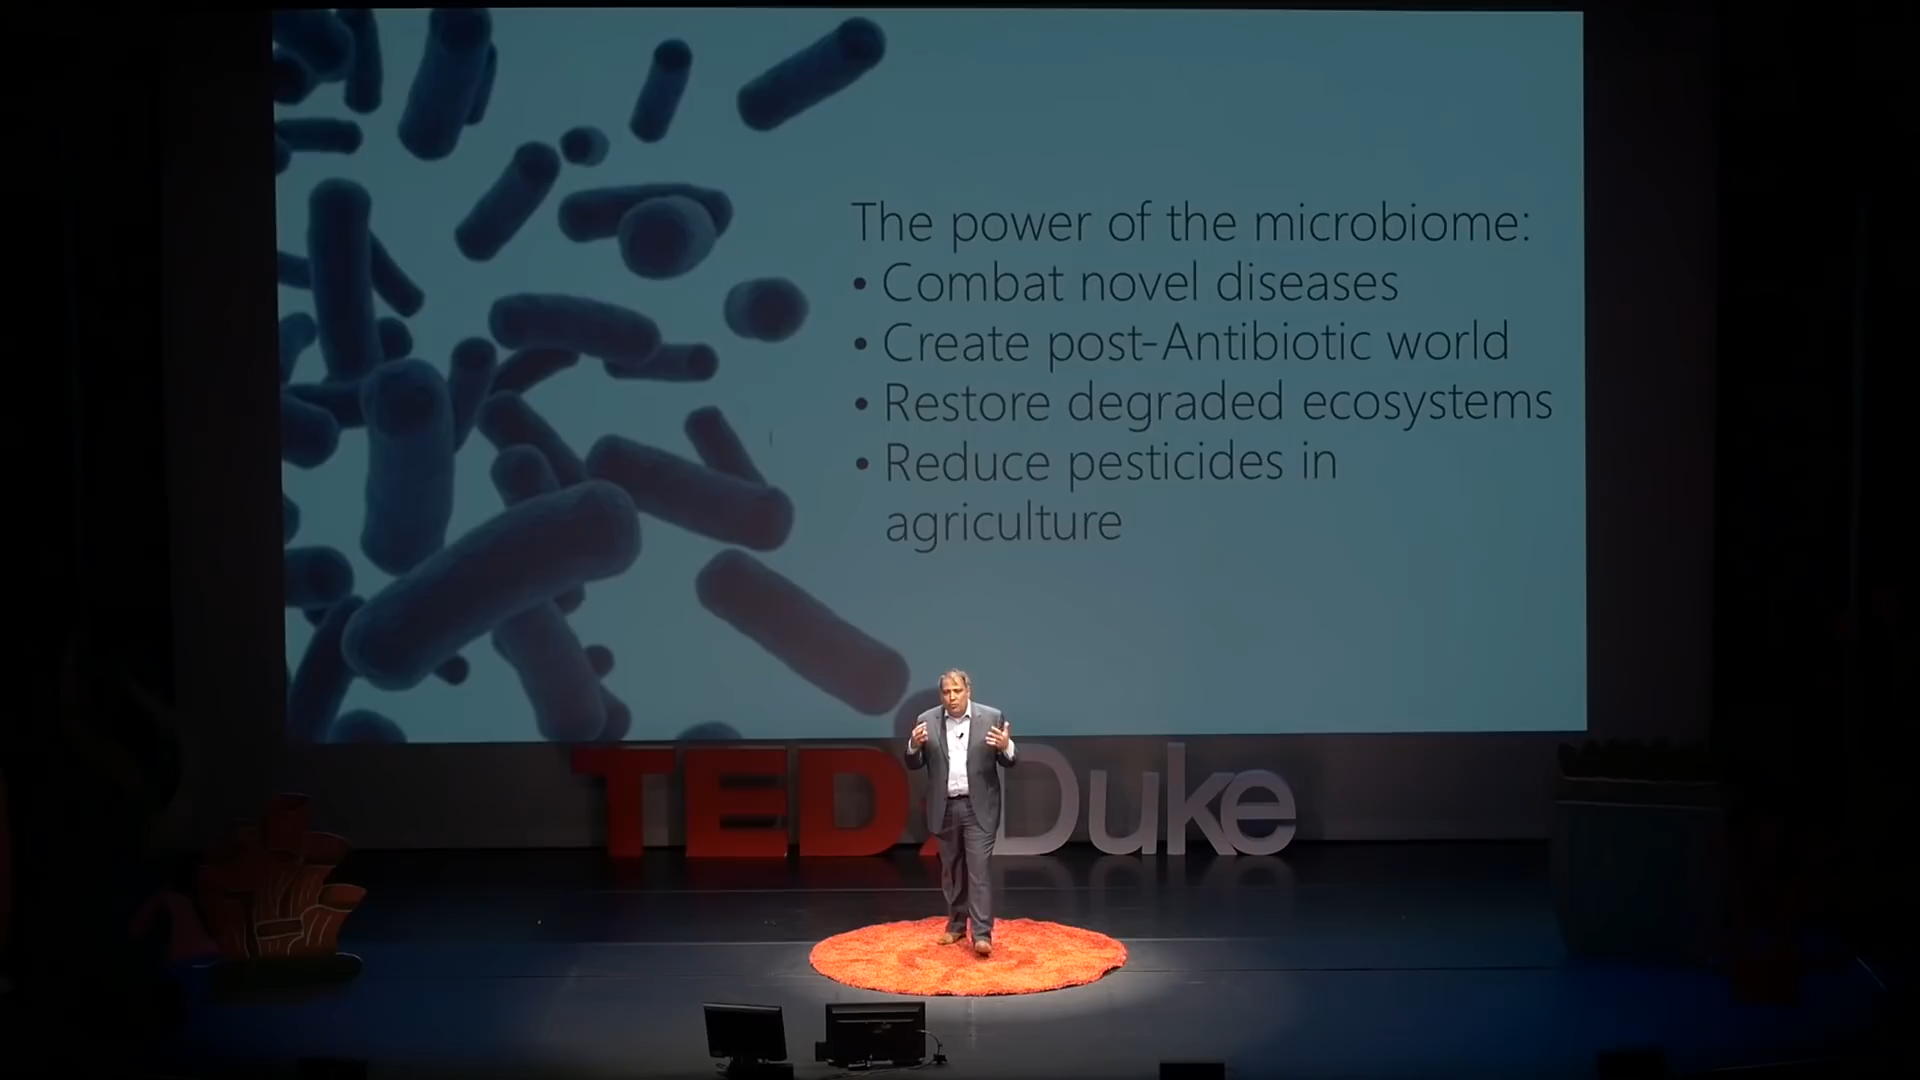 The power of the microbiome:
• Combat novel diseases
• Create post-Antibiotic world
• Restore degraded ecosystems
• Reduce pesticides in
agriculture
TEDxDuke